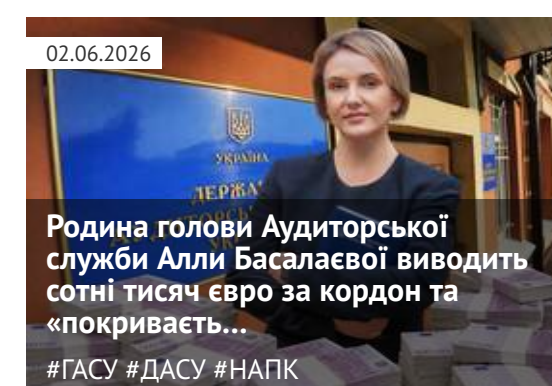 02.06.2026
УКРАЇНА
ДЕРЖА
Родина голови Аудиторської
служби Алли Басалаєвої виводить
сотні тисяч євро за кордон та
«покриваєть...
#ГАСУ #ДАСУ #НАПК